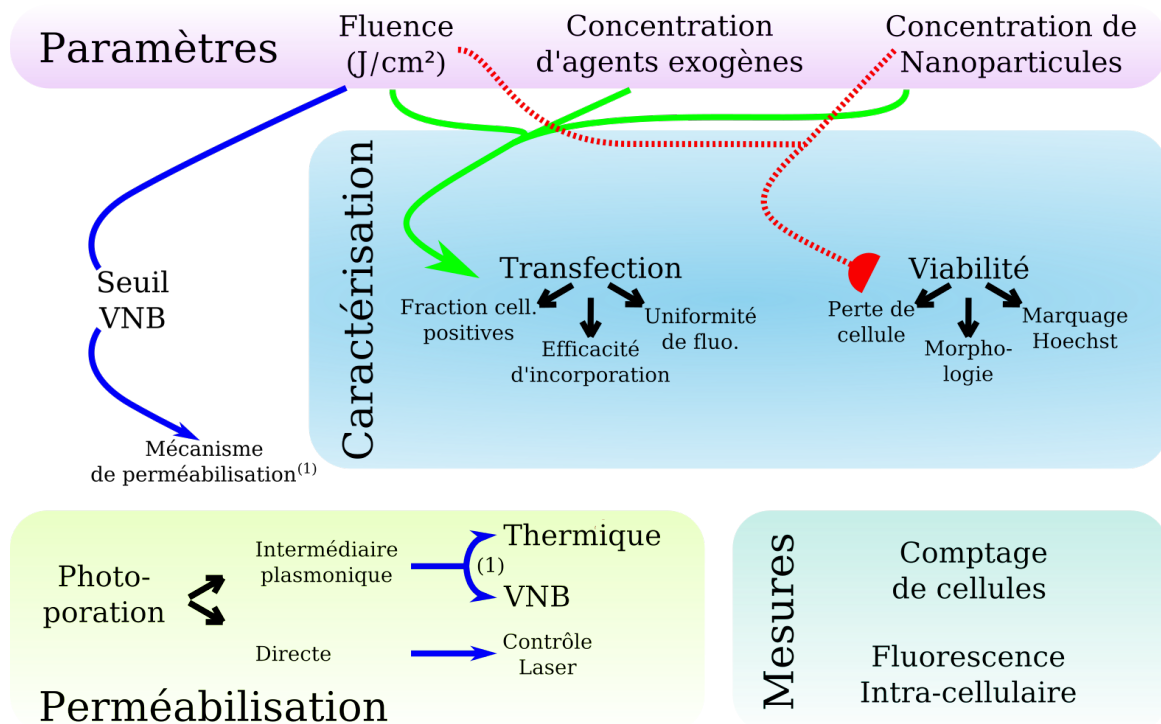 Paramètres
Fluence
(J/cm²)
Concentration
d'agents exogènes
Concentration de
Nanoparticules
Caractérisation
Seuil
VNB
Mécanisme
de perméabilisation(1)
Transfection
Fraction cell.
positives
Efficacité
d'incorporation
Uniformité
de fluo.
Viabilité
Perte de
cellule
Morpho-
logie
Marquage
Hoechst
Photo-
poration
Intermédiaire
plasmonique
(1)
Thermique
VNB
Directe
Contrôle
Laser
Perméabilisation
Mesures
Comptage
de cellules
Fluorescence
Intra-cellulaire